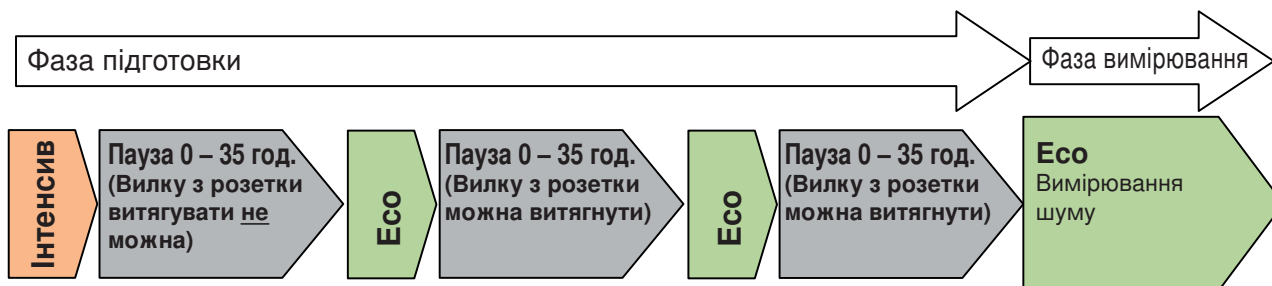 Фаза підготовки
Фаза вимірювання
Інтенсив
Пауза 0 – 35 год.
(Вилку з розетки
витягувати не
можна)
Eco
Пауза 0 – 35 год.
(Вилку з розетки
можна витягнути)
Eco
Пауза 0 – 35 год.
(Вилку з розетки
можна витягнути)
Eco
Вимірювання
шуму